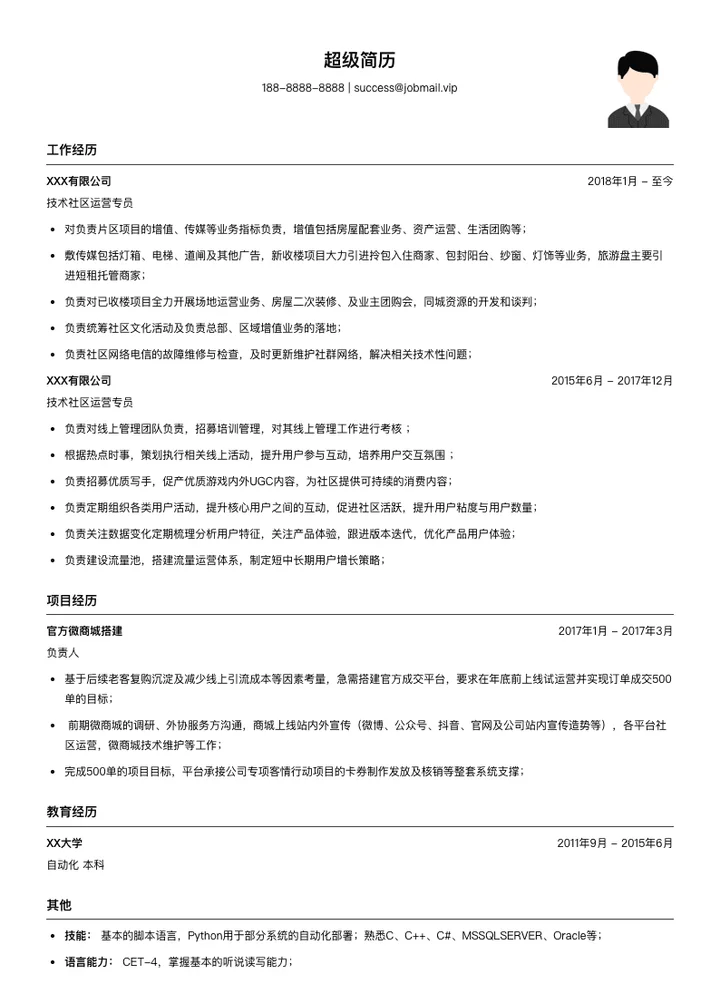 超级简历
188-8888-8888 | success@jobmail.vip
工作经历
XXX有限公司 2018年1月 - 至今
技术社区运营专员
• 对负责片区项目的增值、传媒等业务指标负责，增值包括房屋配套业务、资产运营、生活团购等；
• 敷传媒包括灯箱、电梯、道闸及其他广告，新收楼项目大力引进拎包入住商家、包封阳台、纱窗、灯饰等业务，旅游盘主要引
进短租托管商家；
• 负责对已收楼项目全力开展场地运营业务、房屋二次装修、及业主团购会，同城资源的开发和谈判；
• 负责统筹社区文化活动及负责总部、区域增值业务的落地；
• 负责社区网络电信的故障维修与检查，及时更新维护社群网络，解决相关技术性问题；
XXX有限公司 2015年6月 - 2017年12月
技术社区运营专员
• 负责对线上管理团队负责，招募培训管理，对其线上管理工作进行考核 ；
• 根据热点时事，策划执行相关线上活动，提升用户参与互动，培养用户交互氛围 ；
• 负责招募优质写手，促产优质游戏内外UGC内容，为社区提供可持续的消费内容；
• 负责定期组织各类用户活动，提升核心用户之间的互动，促进社区活跃，提升用户粘度与用户数量；
• 负责关注数据变化定期梳理分析用户特征，关注产品体验，跟进版本迭代，优化产品用户体验；
• 负责建设流量池，搭建流量运营体系，制定短中长期用户增长策略；
项目经历
官方微商城搭建 2017年1月 - 2017年3月
负责人
• 基于后续老客复购沉淀及减少线上引流成本等因素考量，急需搭建官方成交平台，要求在年底前上线试运营并实现订单成交500
单的目标；
• 前期微商城的调研、外协服务方沟通，商城上线站内外宣传（微博、公众号、抖音、官网及公司站内宣传造势等），各平台社
区运营，微商城技术维护等工作；
• 完成500单的项目目标，平台承接公司专项客情行动项目的卡券制作发放及核销等整套系统支撑；
教育经历
XX大学 2011年9月 - 2015年6月
自动化 本科
其他
• 技能： 基本的脚本语言，Python用于部分系统的自动化部署；熟悉C、C++、C#、MSSQLSERVER、Oracle等；
• 语言能力： CET-4，掌握基本的听说读写能力；